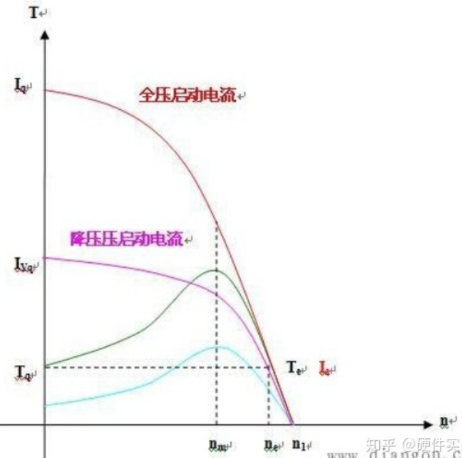 T
Iq
全压启动电流
降压压启动电流
IYq
Tq
Te Ie
nm ne n1 n
知乎 @硬件实
www.diangon.c